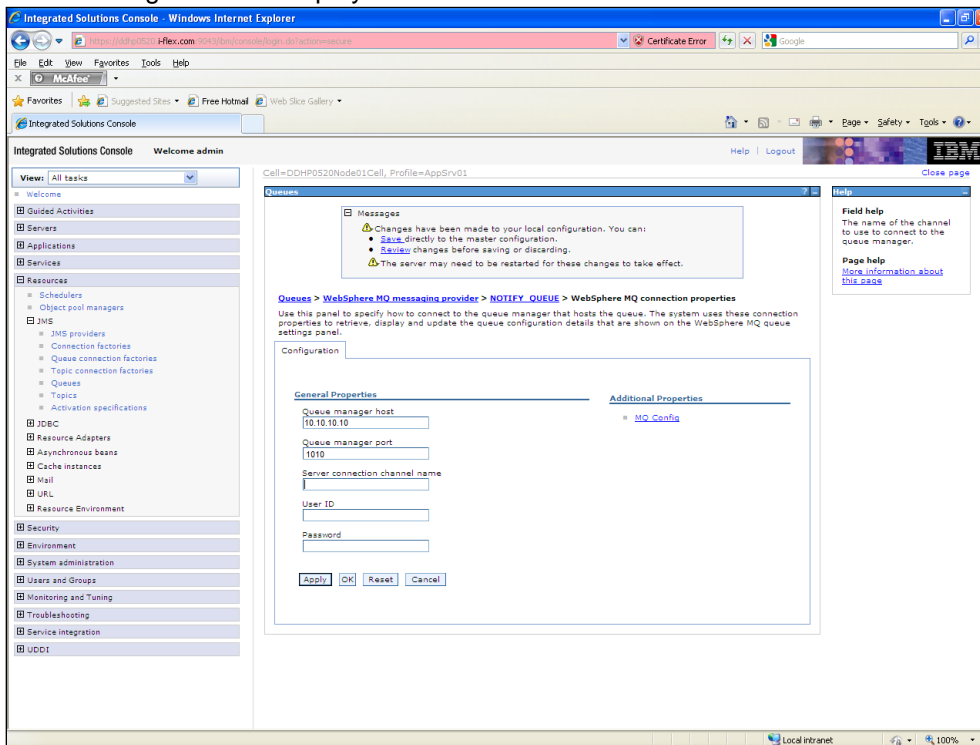 Integrated Solutions Console - Windows Internet Explorer
https://ddhp0520.i-flex.com:9043/ibm/console/login.do?action=secure
Certificate Error
Google
File Edit View Favorites Tools Help
X McAfee
Favorites Suggested Sites Free Hotmail Web Slice Gallery
Integrated Solutions Console
Page Safety Tools
Integrated Solutions Console Welcome admin
Help | Logout
IBM
View: All tasks
Cell=DDHP0520Node01Cell, Profile=AppSrv01
Close page
Welcome
Guided Activities
Servers
Applications
Services
Resources
Schedulers
Object pool managers
JMS
JMS providers
Connection factories
Queue connection factories
Topic connection factories
Queues
Topics
Activation specifications
JDBC
Resource Adapters
Asynchronous beans
Cache instances
Mail
URL
Resource Environment
Security
Environment
System administration
Users and Groups
Monitoring and Tuning
Troubleshooting
Service integration
UDDI
Queues
Messages
Changes have been made to your local configuration. You can:
Save directly to the master configuration.
Review changes before saving or discarding.
The server may need to be restarted for these changes to take effect.
Queues > WebSphere MQ messaging provider > NOTIFY_QUEUE > WebSphere MQ connection properties
Use this panel to specify how to connect to the queue manager that hosts the queue. The system uses these connection
properties to retrieve, display and update the queue configuration details that are shown on the WebSphere MQ queue
settings panel.
Configuration
General Properties
Queue manager host
10.10.10.10
Queue manager port
1010
Server connection channel name
User ID
Password
Apply OK Reset Cancel
Additional Properties
MQ Config
Help
Field help
The name of the channel
to use to connect to the
queue manager.
Page help
More information about
this page
Local intranet
100%